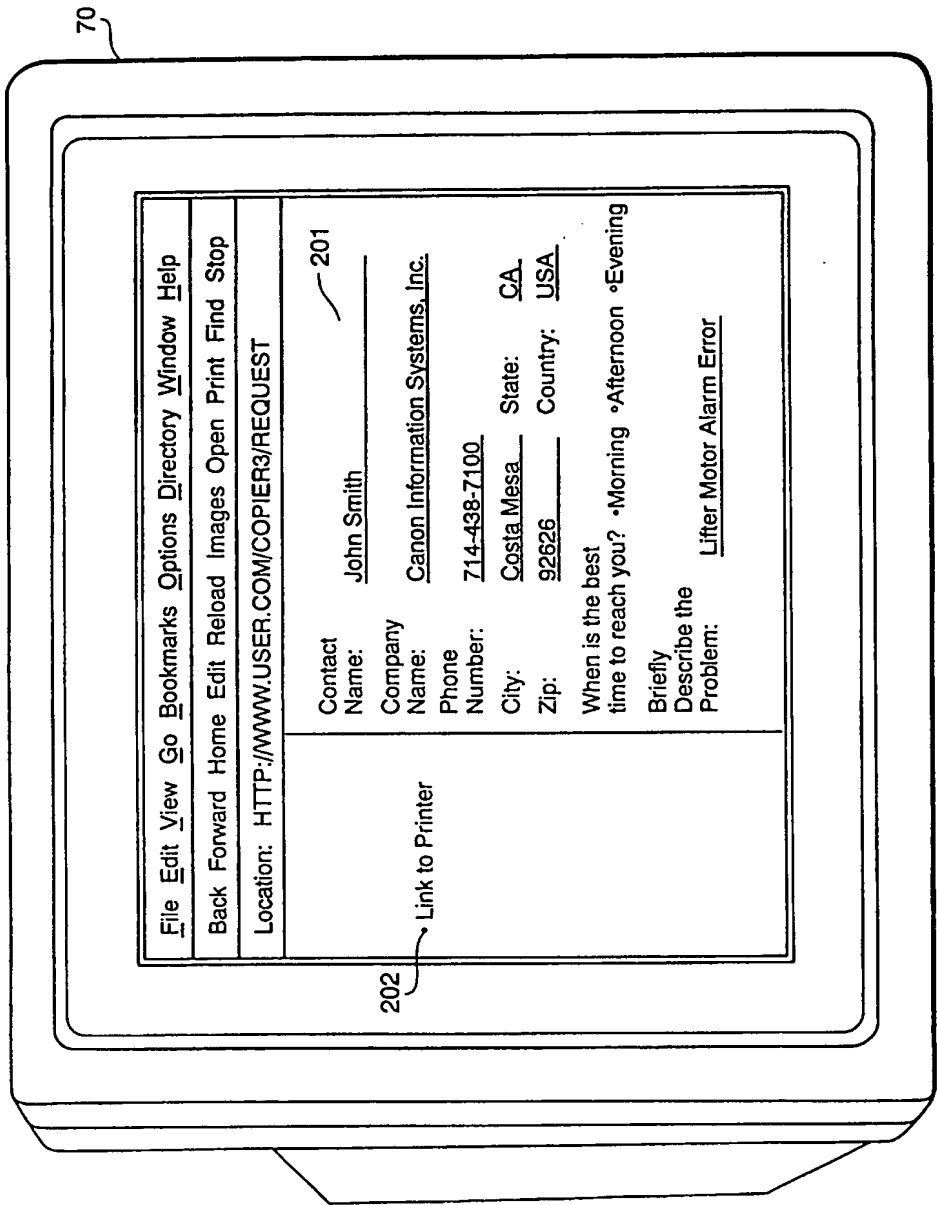 70
File Edit View Go Bookmarks Options Directory Window Help
Back Forward Home Edit Reload Images Open Print Find Stop
Location: HTTP://WWW.USER.COM/COPIER3/REQUEST
202
• Link to Printer
201
Contact
Name: John Smith
Company
Name: Canon Information Systems, Inc.
Phone
Number: 714-438-7100
City: Costa Mesa State: CA
Zip: 92626 Country: USA
When is the best
time to reach you? •Morning •Afternoon •Evening
Briefly
Describe the
Problem: Lifter Motor Alarm Error